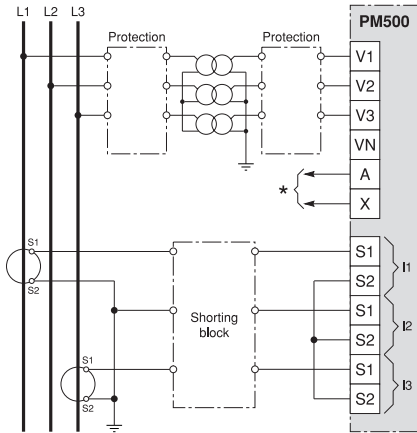 L1 L2 L3
PM500
Protection Protection
V1
V2
V3
VN
A
*
X
S1 S1
I1
S2 S2
S1
Shorting
block
I2
S2
S1 S1
I3
S2 S2